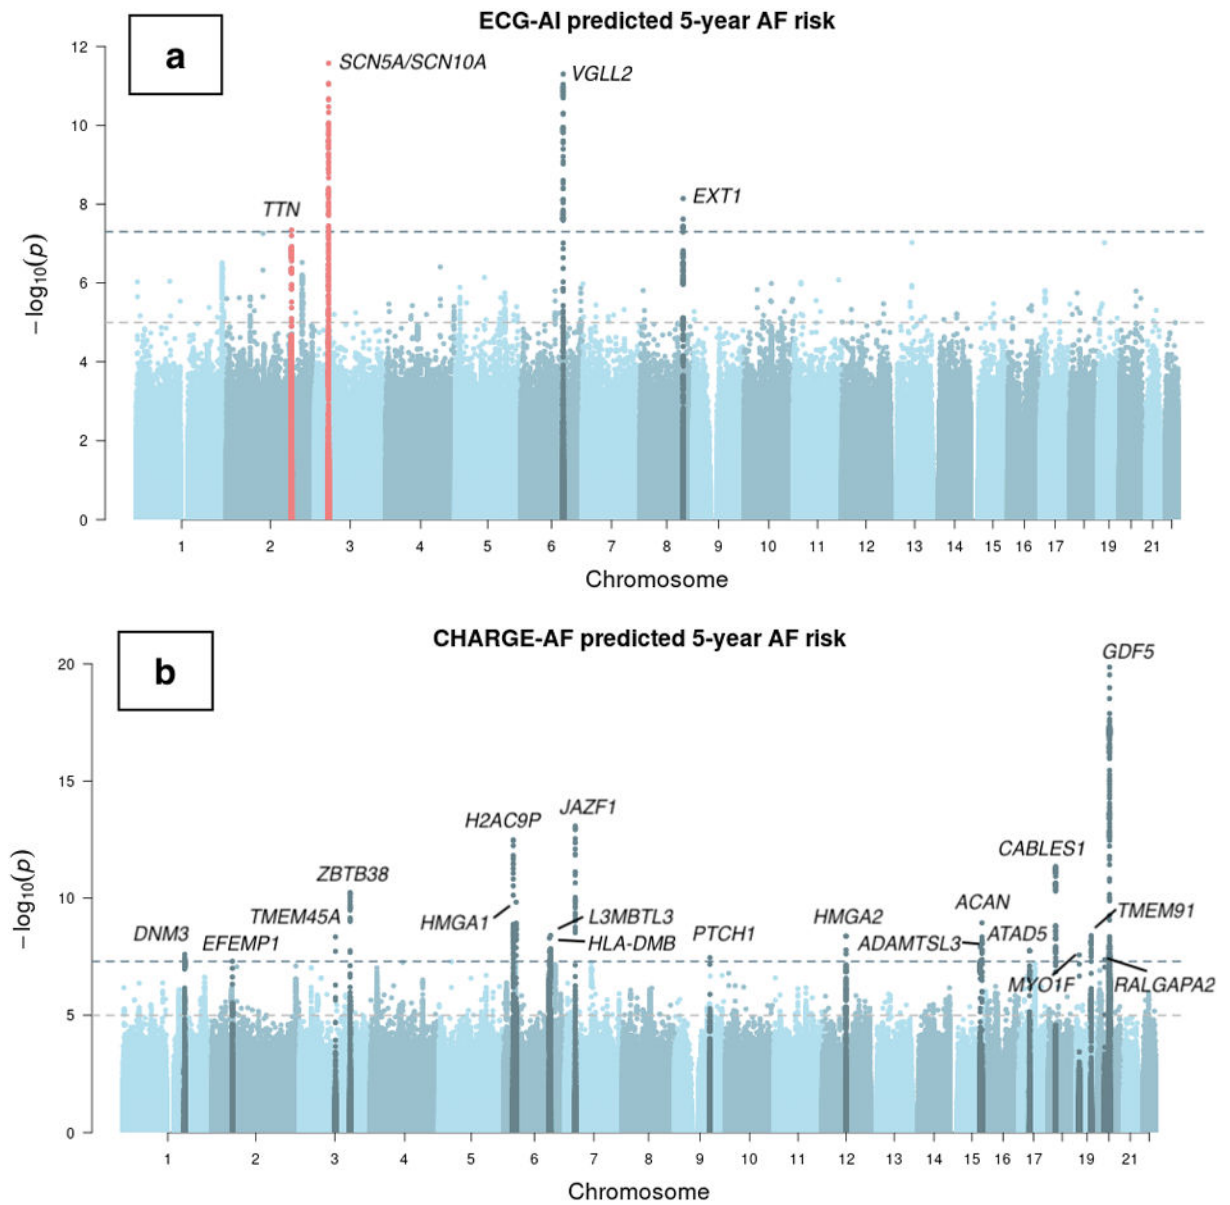 ECG-AI predicted 5-year AF risk
a
12
10
8
6
4
2
0
−log10(p)
SCN5A/SCN10A
VGLL2
EXT1
TTN
1 2 3 4 5 6 7 8 9 10 11 12 13 14 15 16 17 19 21
Chromosome
CHARGE-AF predicted 5-year AF risk
b
20
15
10
5
0
−log10(p)
GDF5
JAZF1
H2AC9P
CABLES1
ZBTB38
TMEM45A
HMGA1
L3MBTL3
HMGA2
ACAN
TMEM91
DNM3
EFEMP1
HLA-DMB
PTCH1
ADAMTSL3
ATAD5
MYO1F
RALGAPA2
1 2 3 4 5 6 7 8 9 10 11 12 13 14 15 16 17 19 21
Chromosome